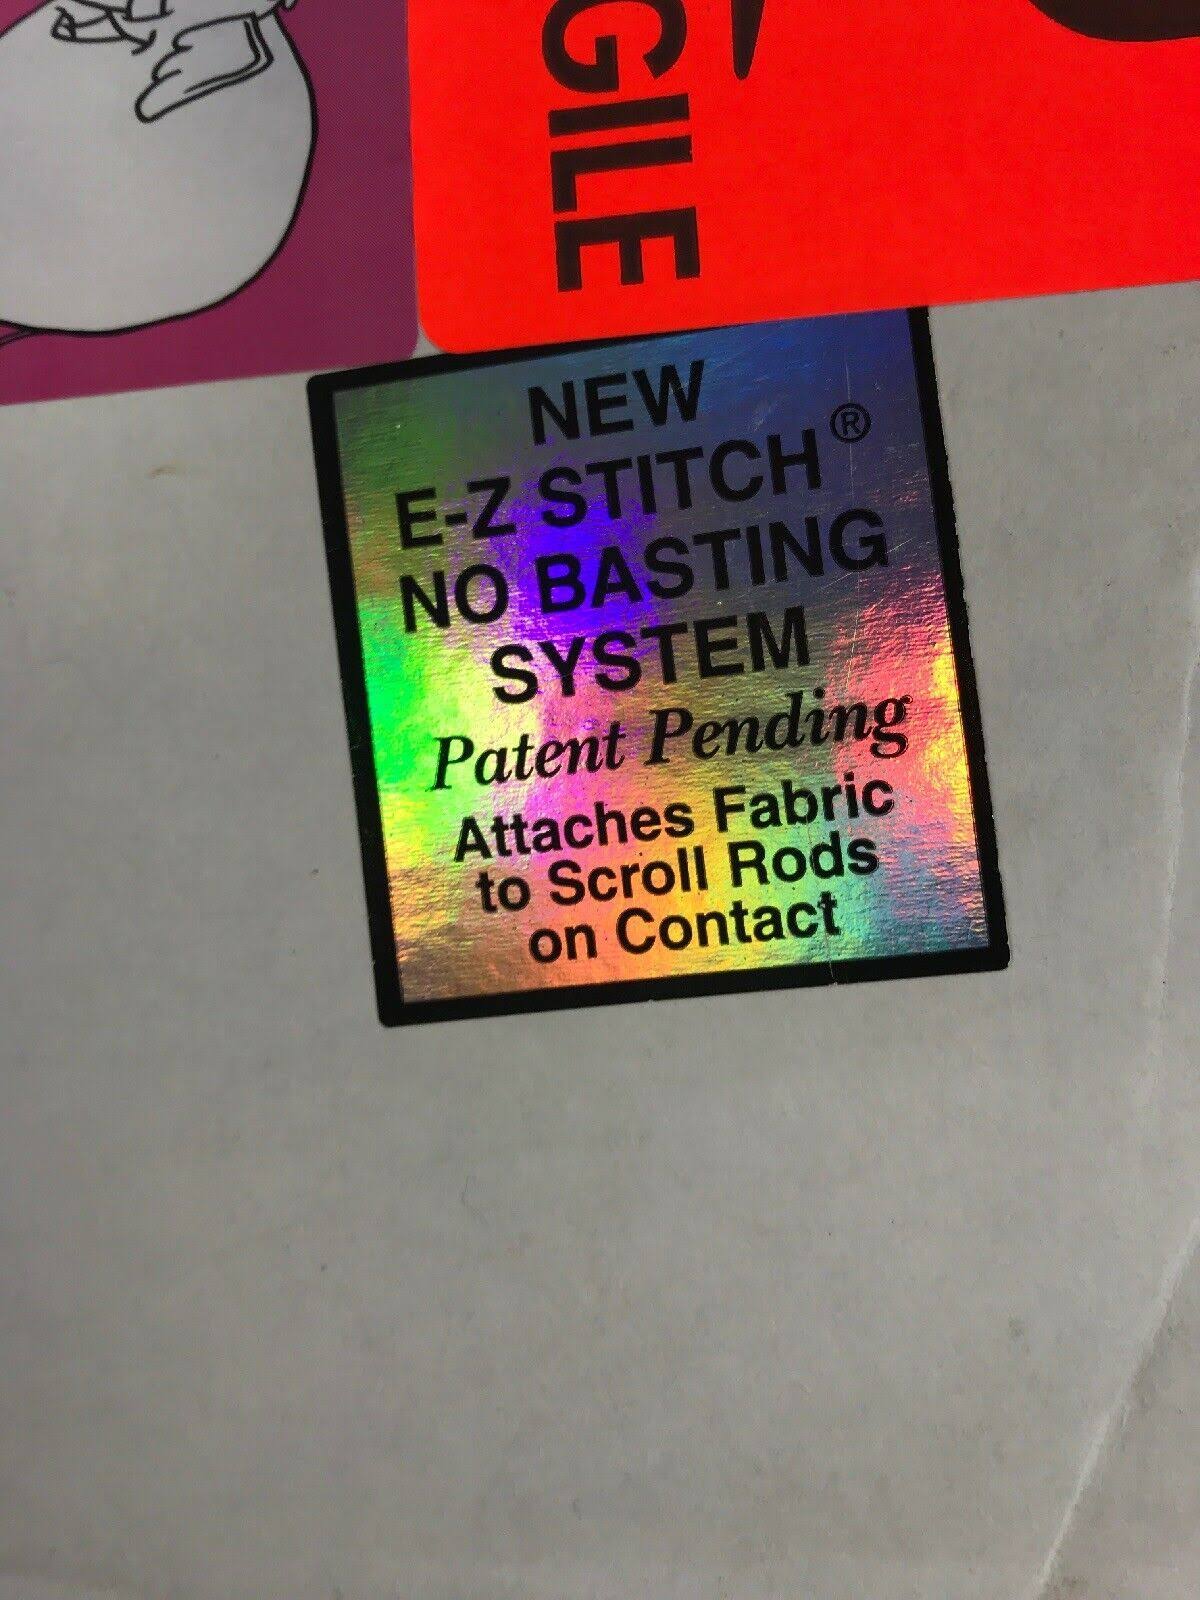 GILE
NEW
E-Z STITCH®
NO BASTING
SYSTEM
Patent Pending
Attaches Fabric
to Scroll Rods
on Contact